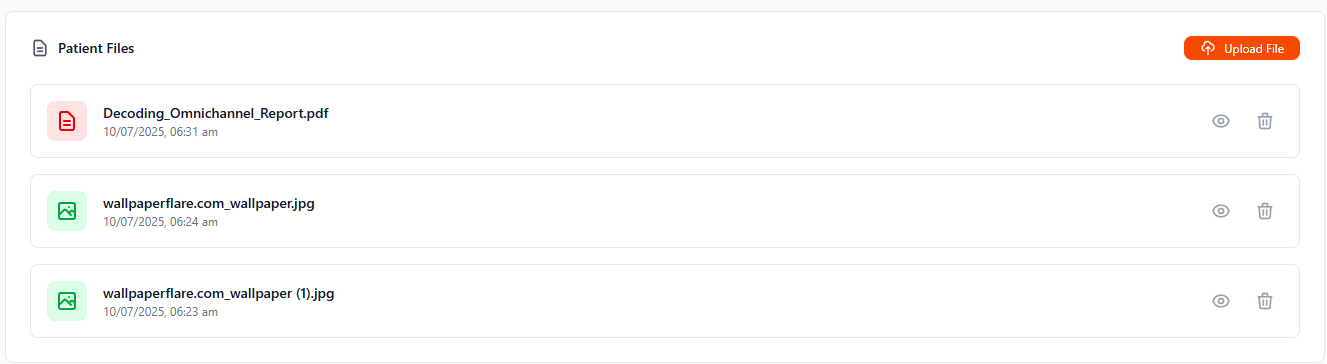 Patient Files
Upload File
Decoding_Omnichannel_Report.pdf
10/07/2025, 06:31 am
wallpaperflare.com_wallpaper.jpg
10/07/2025, 06:24 am
wallpaperflare.com_wallpaper (1).jpg
10/07/2025, 06:23 am